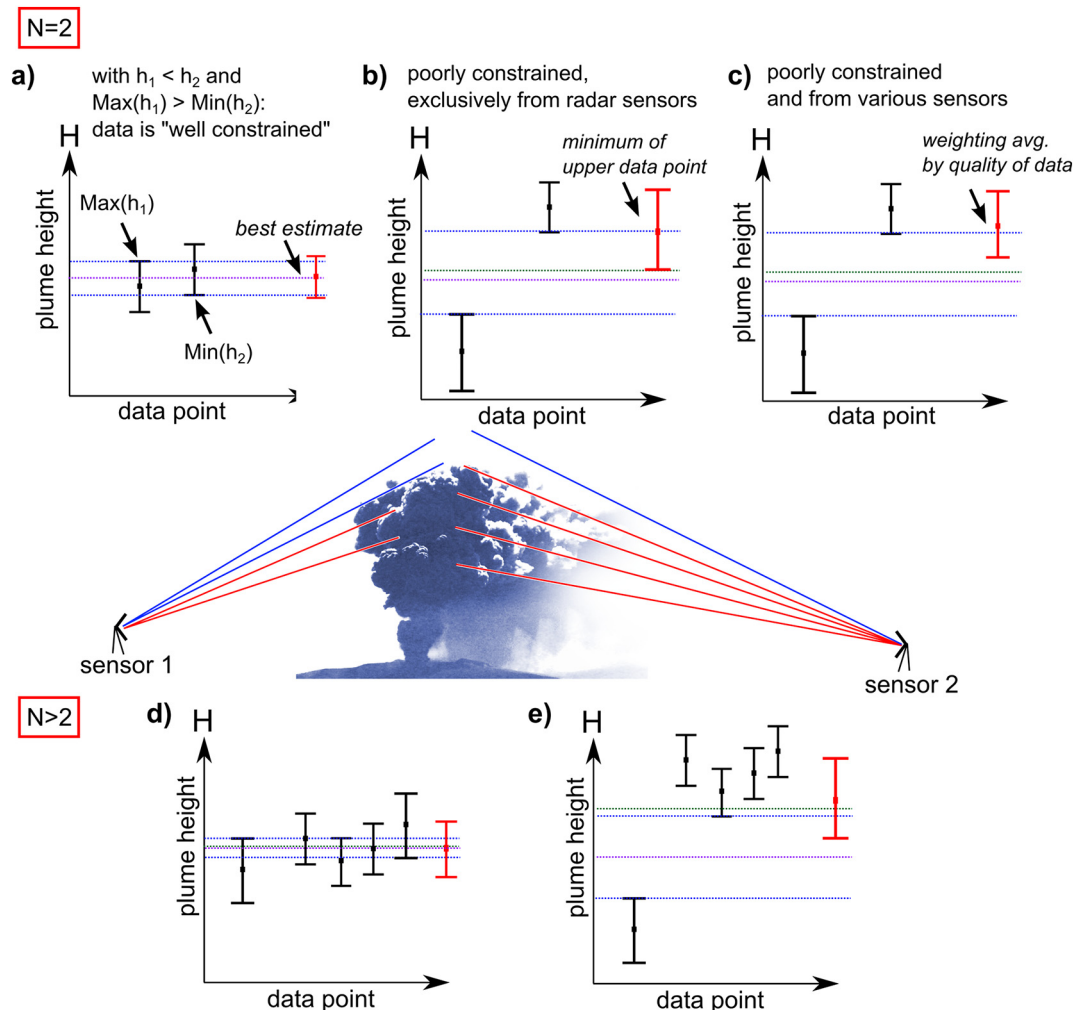 N=2
a)
with h₁ < h₂ and
Max(h₁) > Min(h₂):
data is "well constrained"
H
plume height
Max(h₁)
best estimate
Min(h₂)
data point
b)
poorly constrained,
exclusively from radar sensors
H
plume height
minimum of
upper data point
data point
c)
poorly constrained
and from various sensors
H
plume height
weighting avg.
by quality of data
data point
sensor 1
sensor 2
N>2
d)
H
plume height
data point
e)
H
plume height
data point